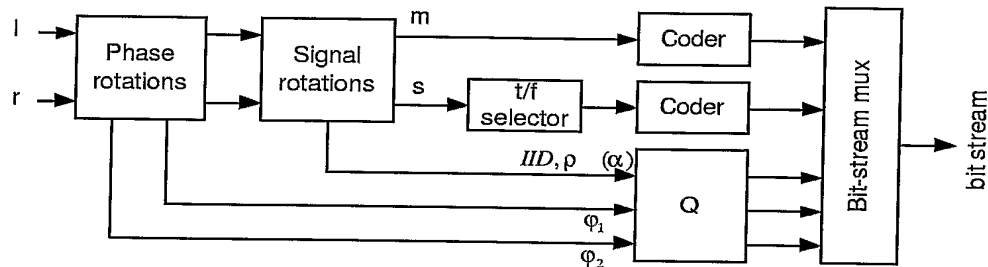 l
r
Phase
rotations
Signal
rotations
m
s
t/f
selector
Coder
Coder
IID, ρ (α)
φ₁
φ₂
Q
Bit-stream mux
bit stream